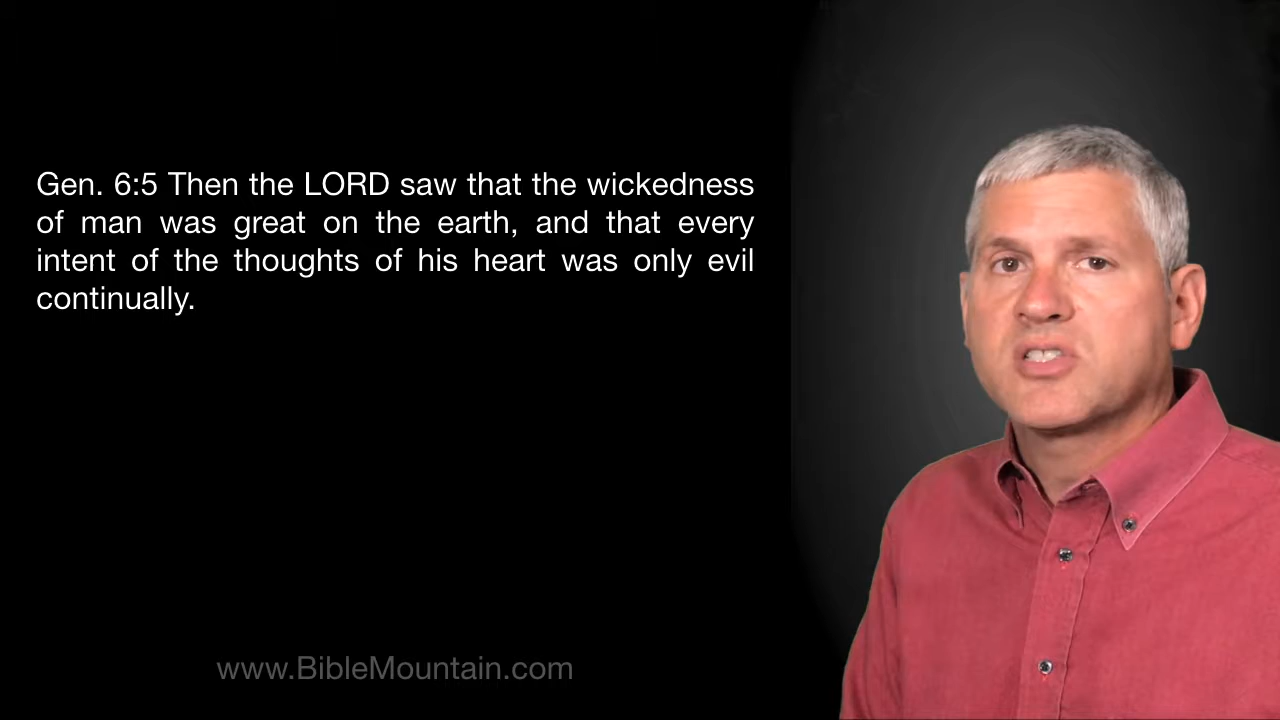 Gen. 6:5 Then the LORD saw that the wickedness
of man was great on the earth, and that every
intent of the thoughts of his heart was only evil
continually.
www.BibleMountain.com